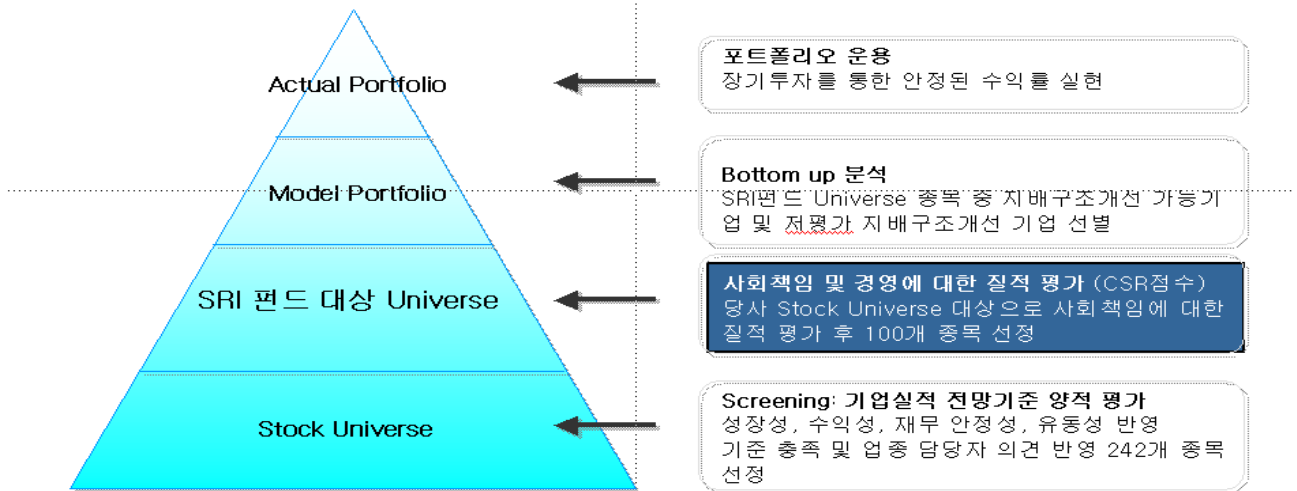 Actual Portfolio
포트폴리오 운용
장기투자를 통한 안정된 수익률 실현
Model Portfolio
Bottom up 분석
SRI펀드 Universe 종목 중 지배구조개선 가능기
업 및 저평가 지배구조개선 기업 선별
SRI 펀드 대상 Universe
사회책임 및 경영에 대한 질적 평가 (CSR점수)
당사 Stock Universe 대상으로 사회책임에 대한
질적 평가 후 100개 종목 선정
Stock Universe
Screening: 기업실적 전망기준 양적 평가
성장성, 수익성, 재무 안정성, 유동성 반영
기준 충족 및 업종 담당자 의견 반영 242개 종목
선정